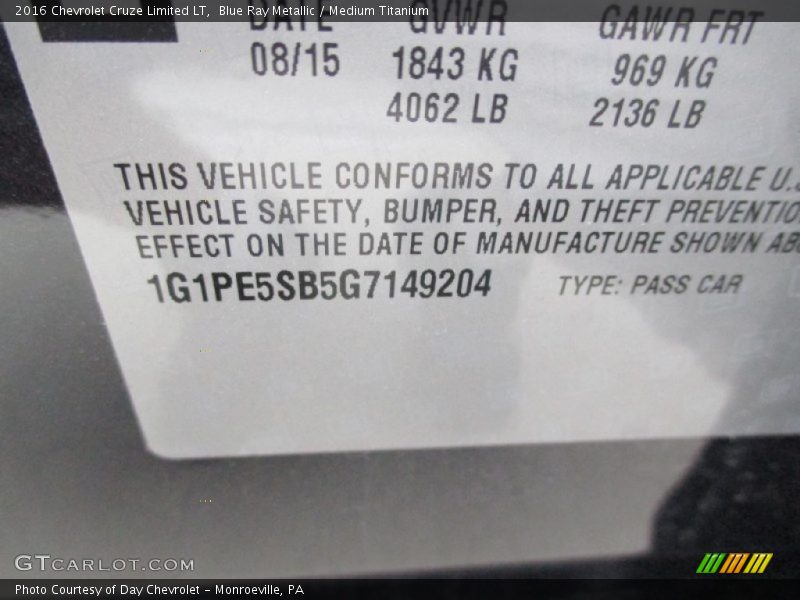 2016 Chevrolet Cruze Limited LT, Blue Ray Metallic / Medium Titanium
DATE GVWR GAWR FRT
08/15 1843 KG 969 KG
4062 LB 2136 LB
THIS VEHICLE CONFORMS TO ALL APPLICABLE U.S
VEHICLE SAFETY, BUMPER, AND THEFT PREVENTIO
EFFECT ON THE DATE OF MANUFACTURE SHOWN AB
1G1PE5SB5G7149204 TYPE: PASS CAR
GTCARLOT.COM
Photo Courtesy of Day Chevrolet - Monroeville, PA